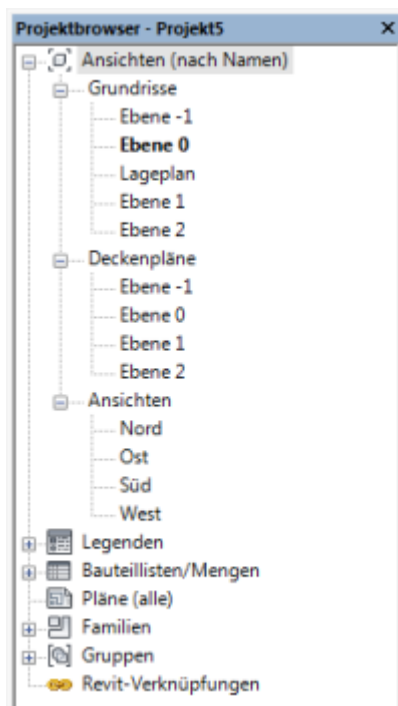 Projektbrowser - Projekt5
Ansichten (nach Namen)
Grundrisse
Ebene -1
Ebene 0
Lageplan
Ebene 1
Ebene 2
Deckenpläne
Ebene -1
Ebene 0
Ebene 1
Ebene 2
Ansichten
Nord
Ost
Süd
West
Legenden
Bauteillisten/Mengen
Pläne (alle)
Familien
Gruppen
Revit-Verknüpfungen